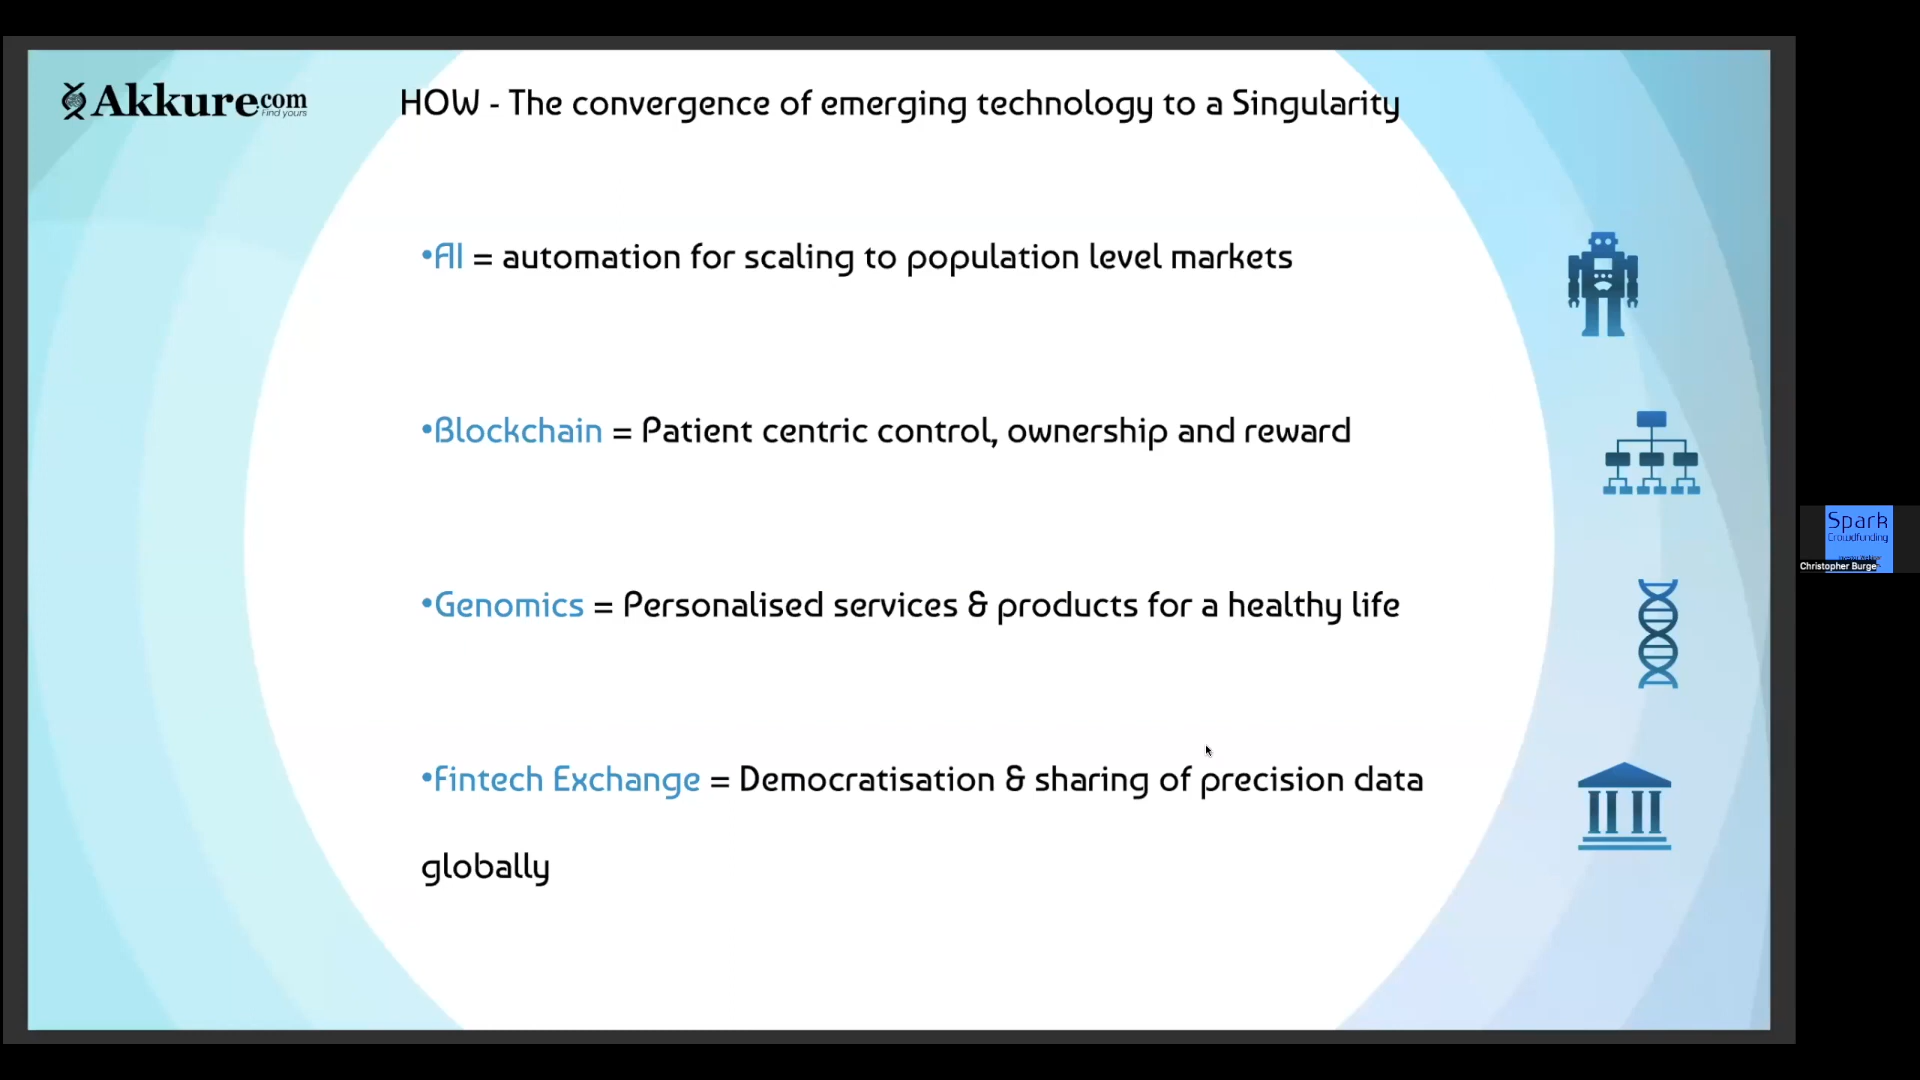 Akkure.com
Find yours
HOW - The convergence of emerging technology to a Singularity
•AI = automation for scaling to population level markets
•Blockchain = Patient centric control, ownership and reward
•Genomics = Personalised services & products for a healthy life
•Fintech Exchange = Democratisation & sharing of precision data
globally
Spark
Crowdfunding
Christopher Burge